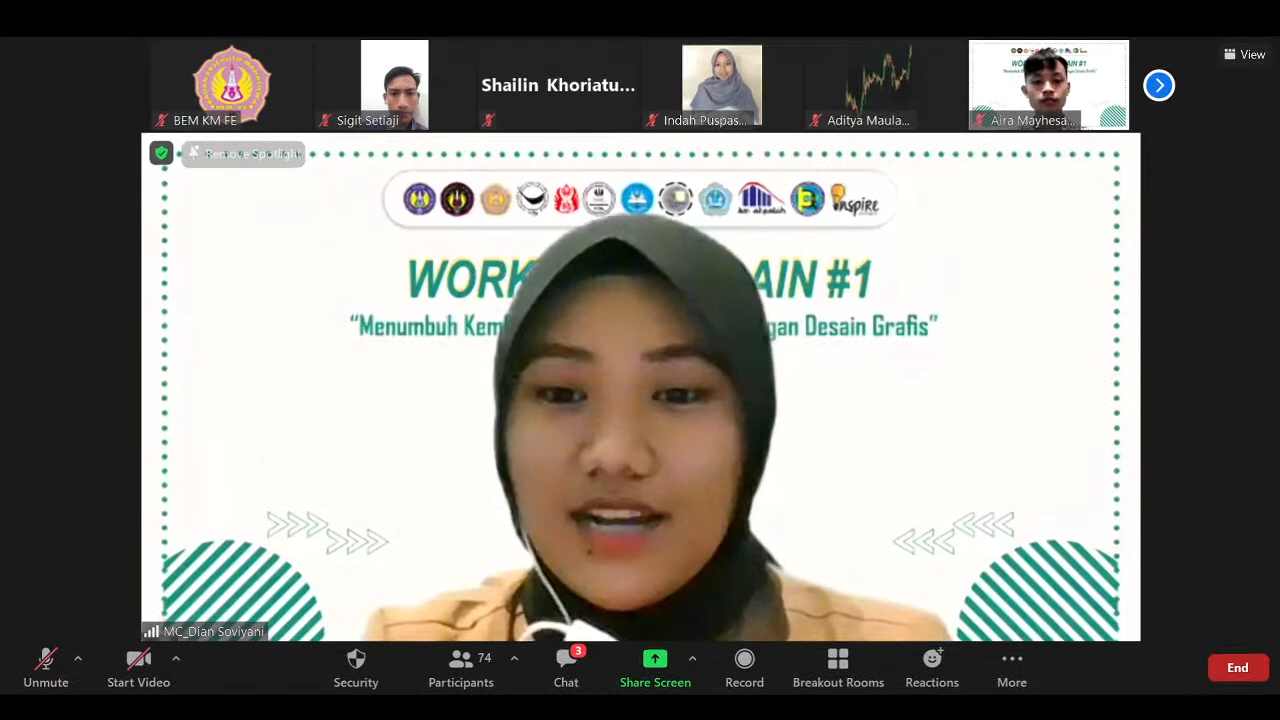 View
Shailin Khoriatu...
BEM KM FE
Sigit Setiaji
Indah Puspas...
Aditya Maula...
Aira Mayhesa...
Remove Spotlight
inspire
WORK AIN #1
“Menumbuh Kem gan Desain Grafis”
MC_Dian Soviyani
Unmute
Start Video
Security
74
Participants
3
Chat
Share Screen
Record
Breakout Rooms
Reactions
More
End